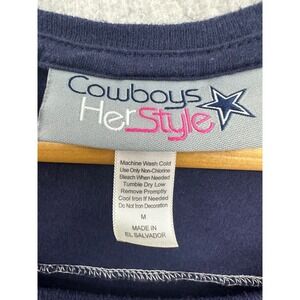 Cowboys
HerStyle
Machine Wash Cold
Use Only Non-Chlorine
Bleach When Needed
Tumble Dry Low
Remove Promptly
Cool Iron If Needed
Do Not Iron Decoration
M
MADE IN
EL SALVADOR